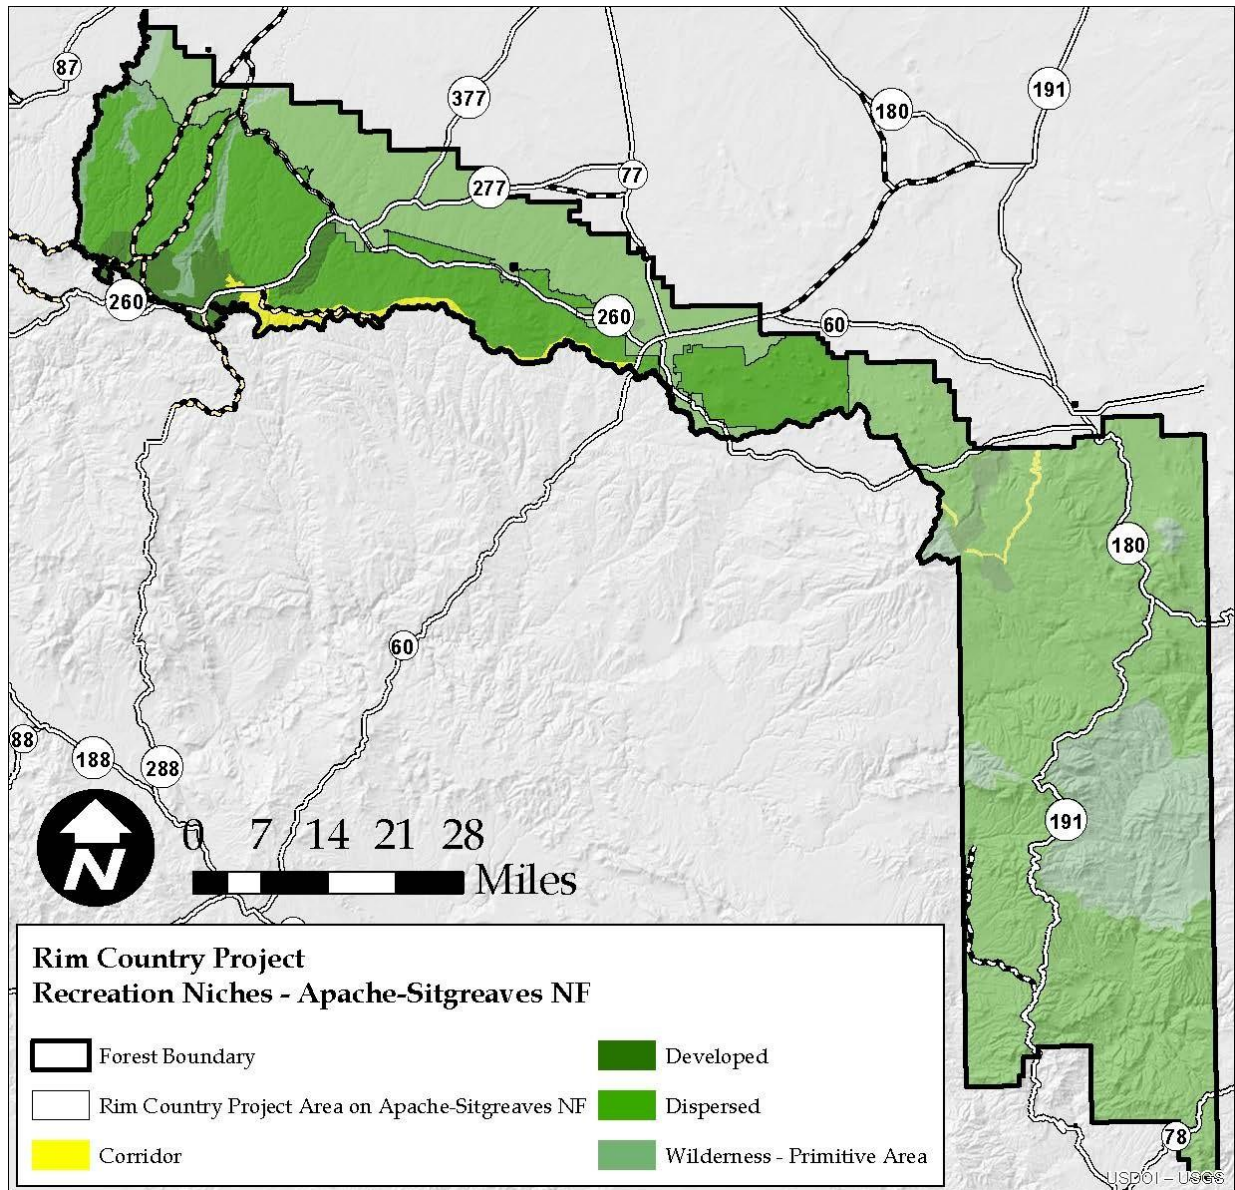 87
377
180
191
277
77
260
260
60
180
60
88
188
288
191
N
0 7 14 21 28
Miles
Rim Country Project
Recreation Niches - Apache-Sitgreaves NF
Forest Boundary
Developed
Rim Country Project Area on Apache-Sitgreaves NF
Dispersed
Corridor
Wilderness - Primitive Area
78
USDOI – USGS